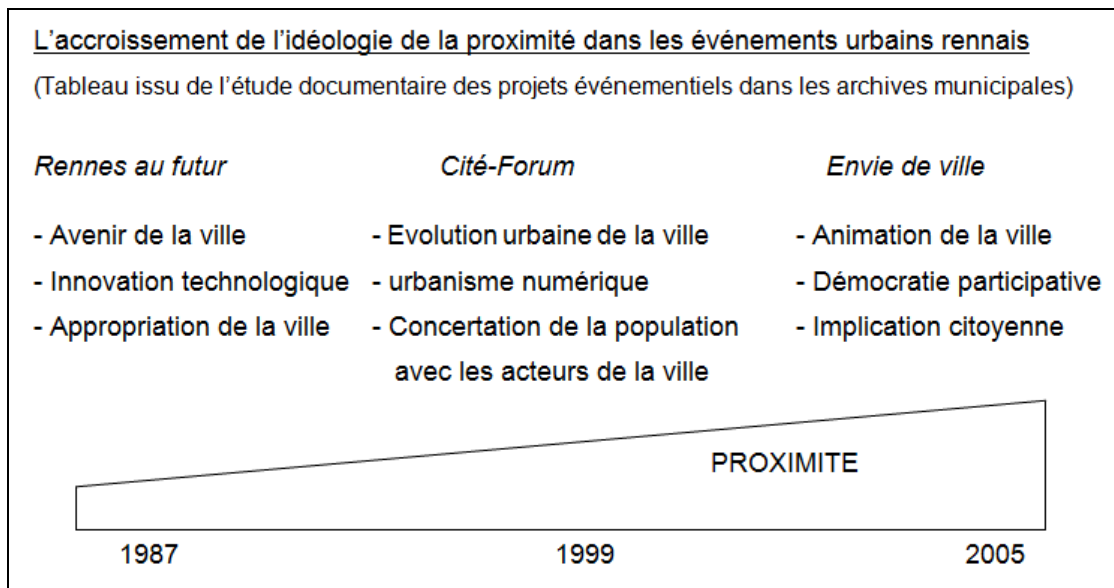 L'accroissement de l'idéologie de la proximité dans les événements urbains rennais
(Tableau issu de l'étude documentaire des projets événementiels dans les archives municipales)
Rennes au futur
- Avenir de la ville
- Innovation technologique
- Appropriation de la ville
Cité-Forum
- Evolution urbaine de la ville
- urbanisme numérique
- Concertation de la population
avec les acteurs de la ville
Envie de ville
- Animation de la ville
- Démocratie participative
- Implication citoyenne
PROXIMITE
1987
1999
2005